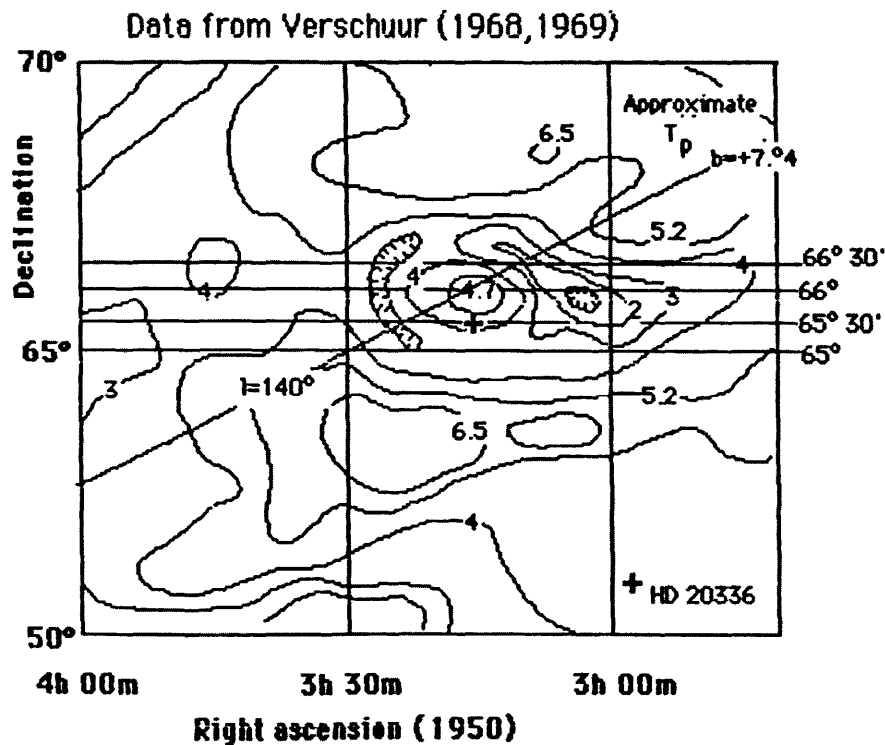 Data from Verschuur (1968,1969)
70°
Approximate
Tp
6.5
b=+7.°4
Declination
5.2
4
66° 30'
4
4
4.7
3
66°
2
65° 30'
65°
65°
3
l=140°
5.2
6.5
4
+ HD 20336
50°
4h 00m
3h 30m
3h 00m
Right ascension (1950)